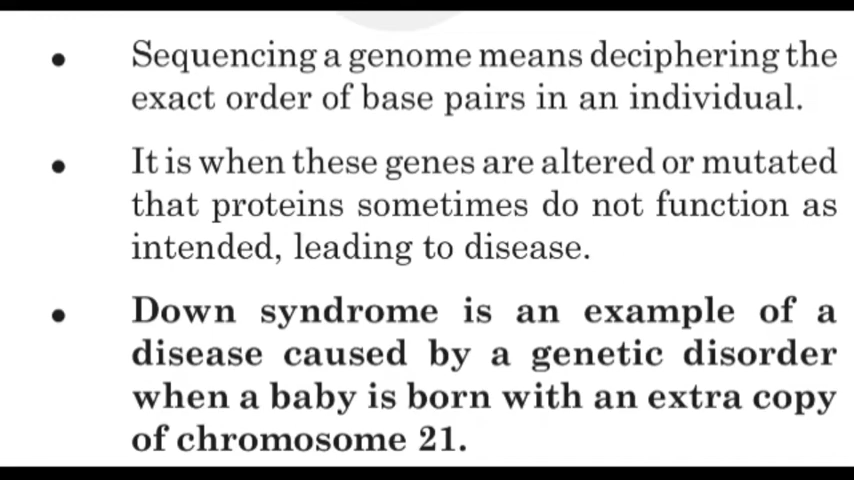 • Sequencing a genome means deciphering the
exact order of base pairs in an individual.
• It is when these genes are altered or mutated
that proteins sometimes do not function as
intended, leading to disease.
• Down syndrome is an example of a
disease caused by a genetic disorder
when a baby is born with an extra copy
of chromosome 21.